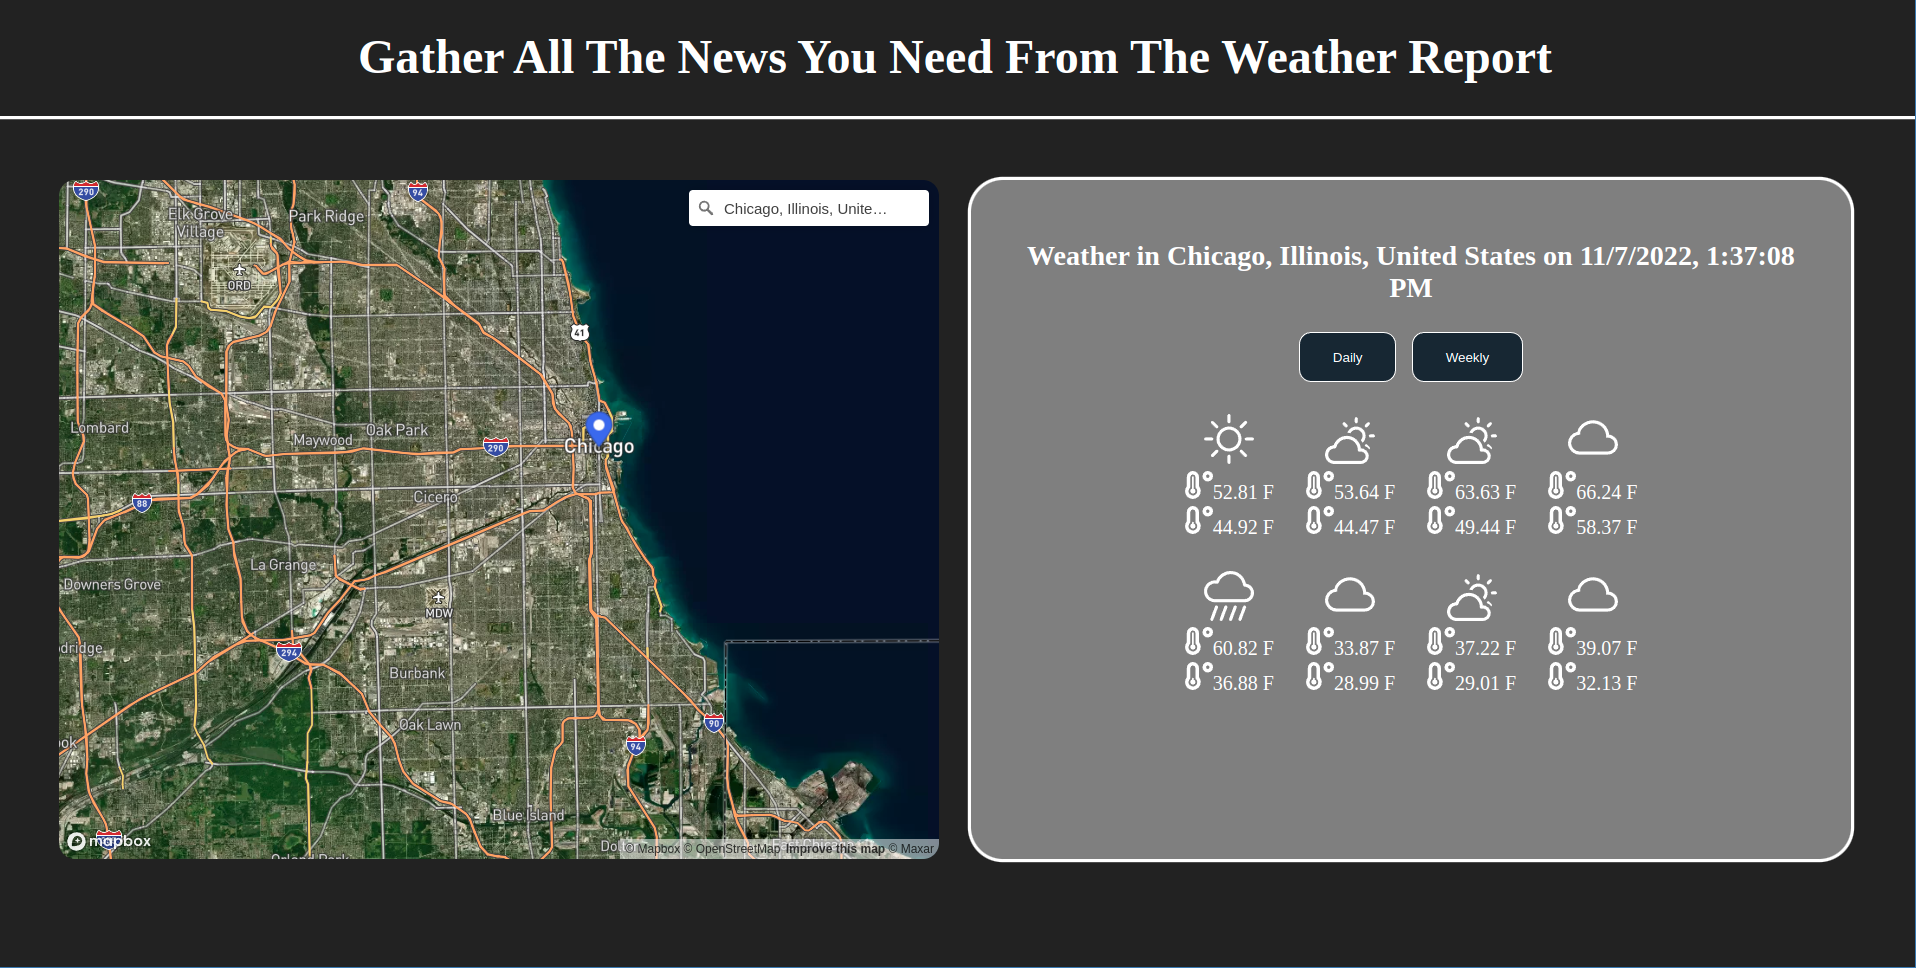 Gather All The News You Need From The Weather Report
290
94
Elk Grove
Village
Park Ridge
Chicago, Illinois, Unite…
ORD
41
Lombard
Maywood
Oak Park
290
Chicago
88
Cicero
La Grange
Downers Grove
MDW
294
Burbank
Oak Lawn
90
94
Blue Island
mapbox
© Mapbox © OpenStreetMap Improve this map © Maxar
Weather in Chicago, Illinois, United States on 11/7/2022, 1:37:08
PM
Daily
Weekly
52.81 F
53.64 F
63.63 F
66.24 F
44.92 F
44.47 F
49.44 F
58.37 F
60.82 F
33.87 F
37.22 F
39.07 F
36.88 F
28.99 F
29.01 F
32.13 F